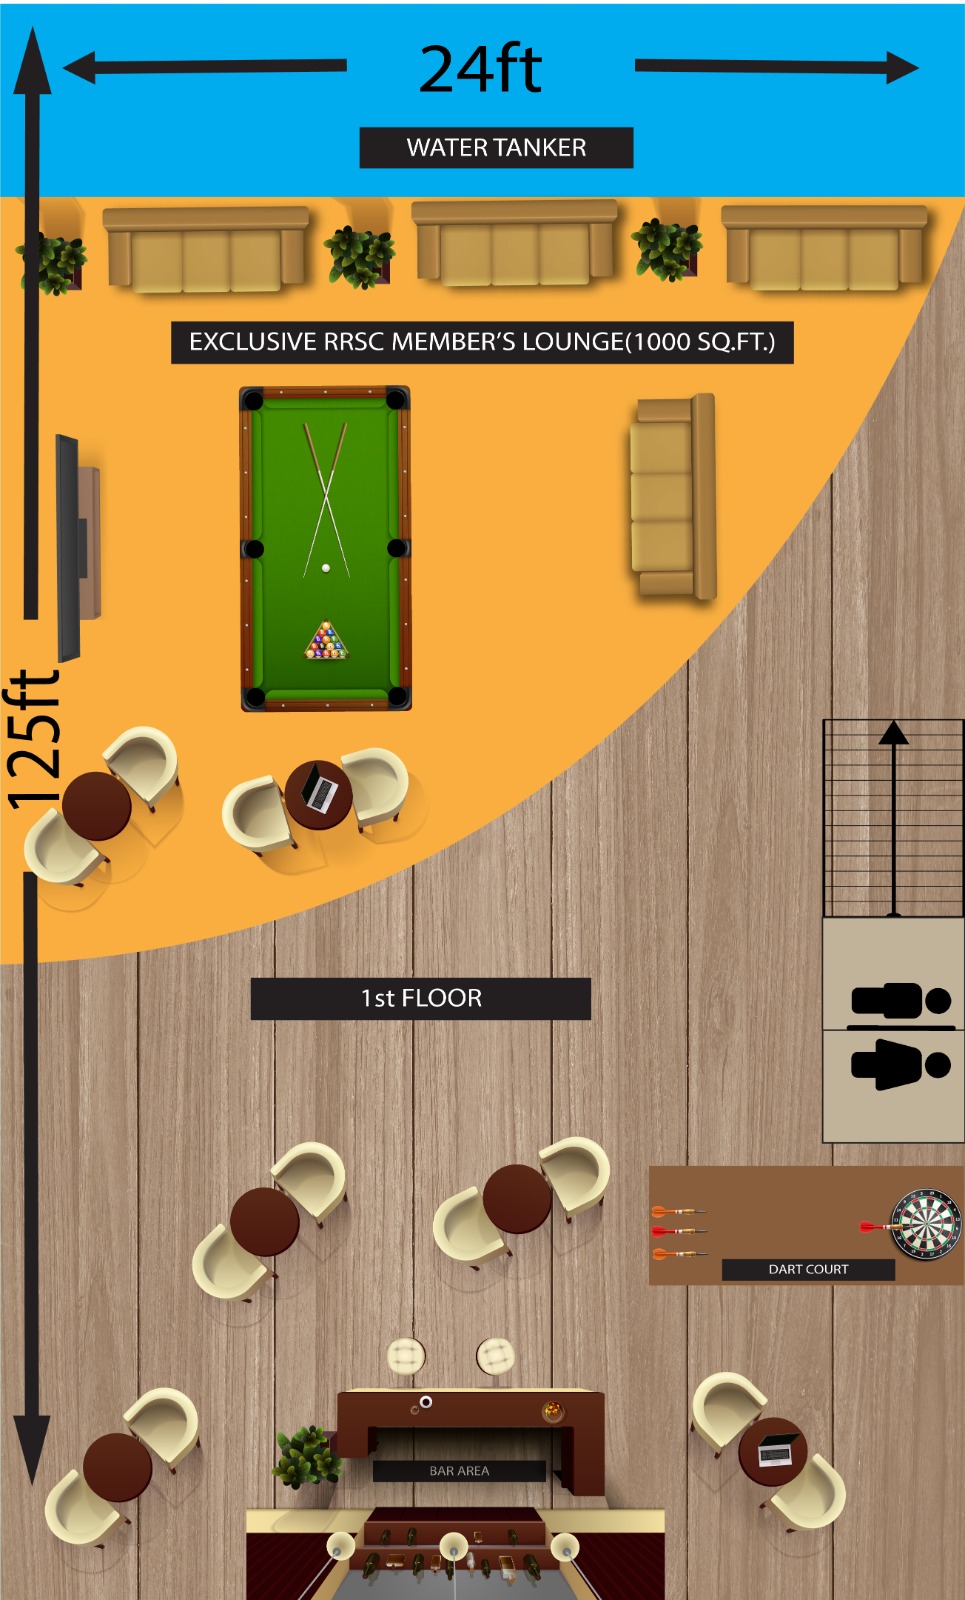 24ft
WATER TANKER
EXCLUSIVE RRSC MEMBER'S LOUNGE(1000 SQ.FT.)
125ft
1st FLOOR
DART COURT
BAR AREA